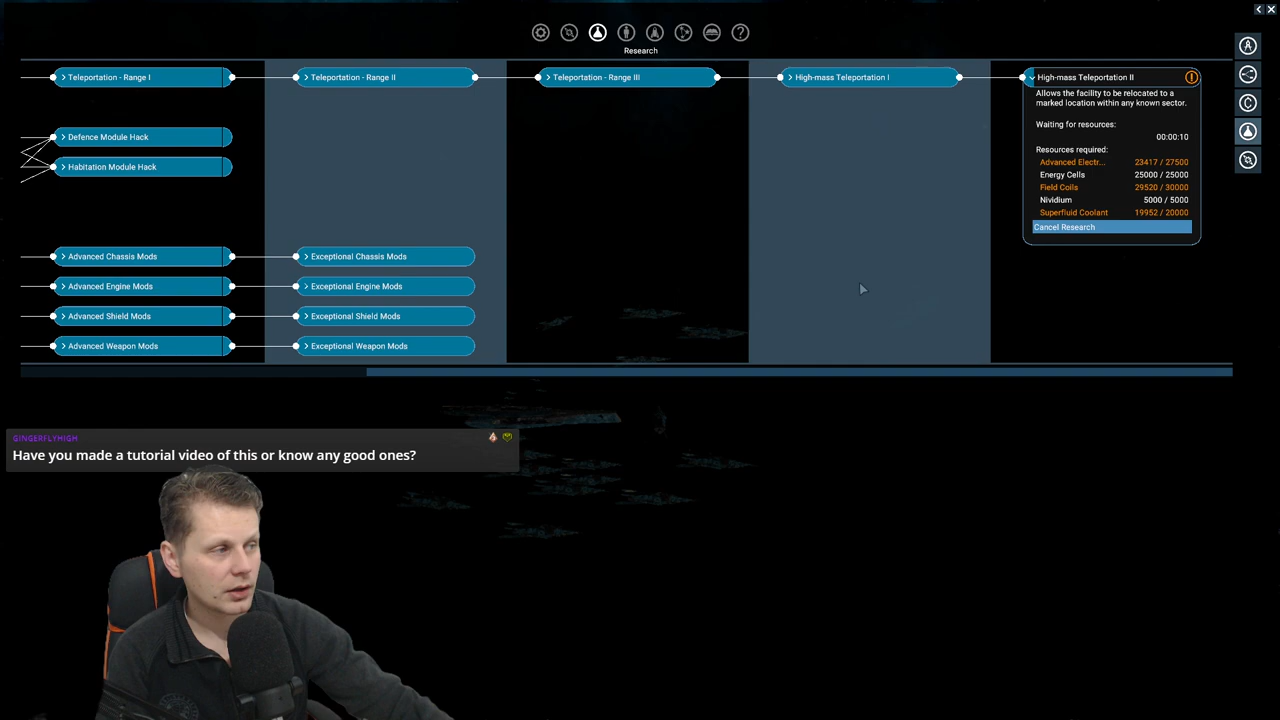 Research
Teleportation - Range I
Teleportation - Range II
Teleportation - Range III
High-mass Teleportation I
High-mass Teleportation II
Allows the facility to be relocated to a
marked location within any known sector.
Waiting for resources:
00:00:10
Resources required:
Advanced Electr... 23417 / 27500
Energy Cells 25000 / 25000
Field Coils 29520 / 30000
Nividium 5000 / 5000
Superfluid Coolant 19952 / 20000
Cancel Research
Defence Module Hack
Habitation Module Hack
Advanced Chassis Mods
Exceptional Chassis Mods
Advanced Engine Mods
Exceptional Engine Mods
Advanced Shield Mods
Exceptional Shield Mods
Advanced Weapon Mods
Exceptional Weapon Mods
GINGERFLYHIGH
Have you made a tutorial video of this or know any good ones?